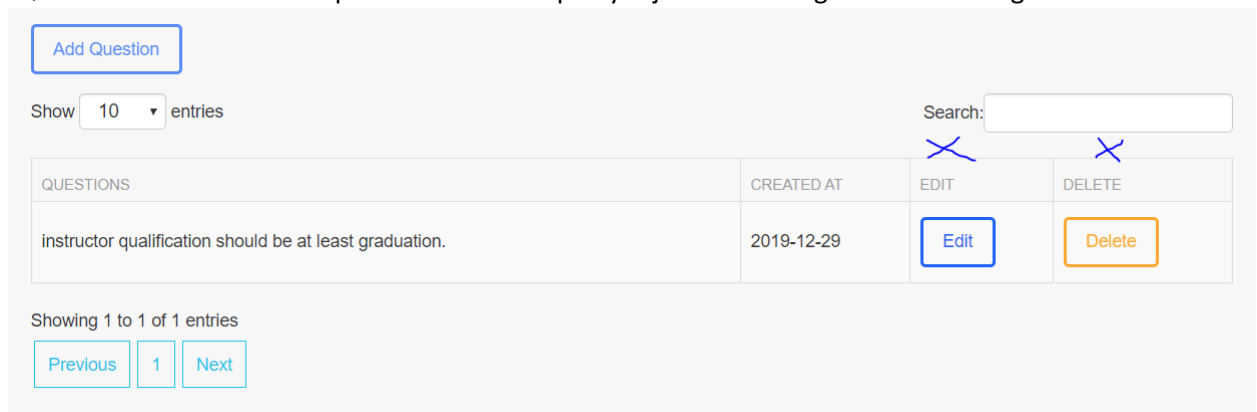 Add Question
Show 10 entries
Search:
QUESTIONS CREATED AT EDIT DELETE
instructor qualification should be at least graduation. 2019-12-29 Edit Delete
Showing 1 to 1 of 1 entries
Previous 1 Next